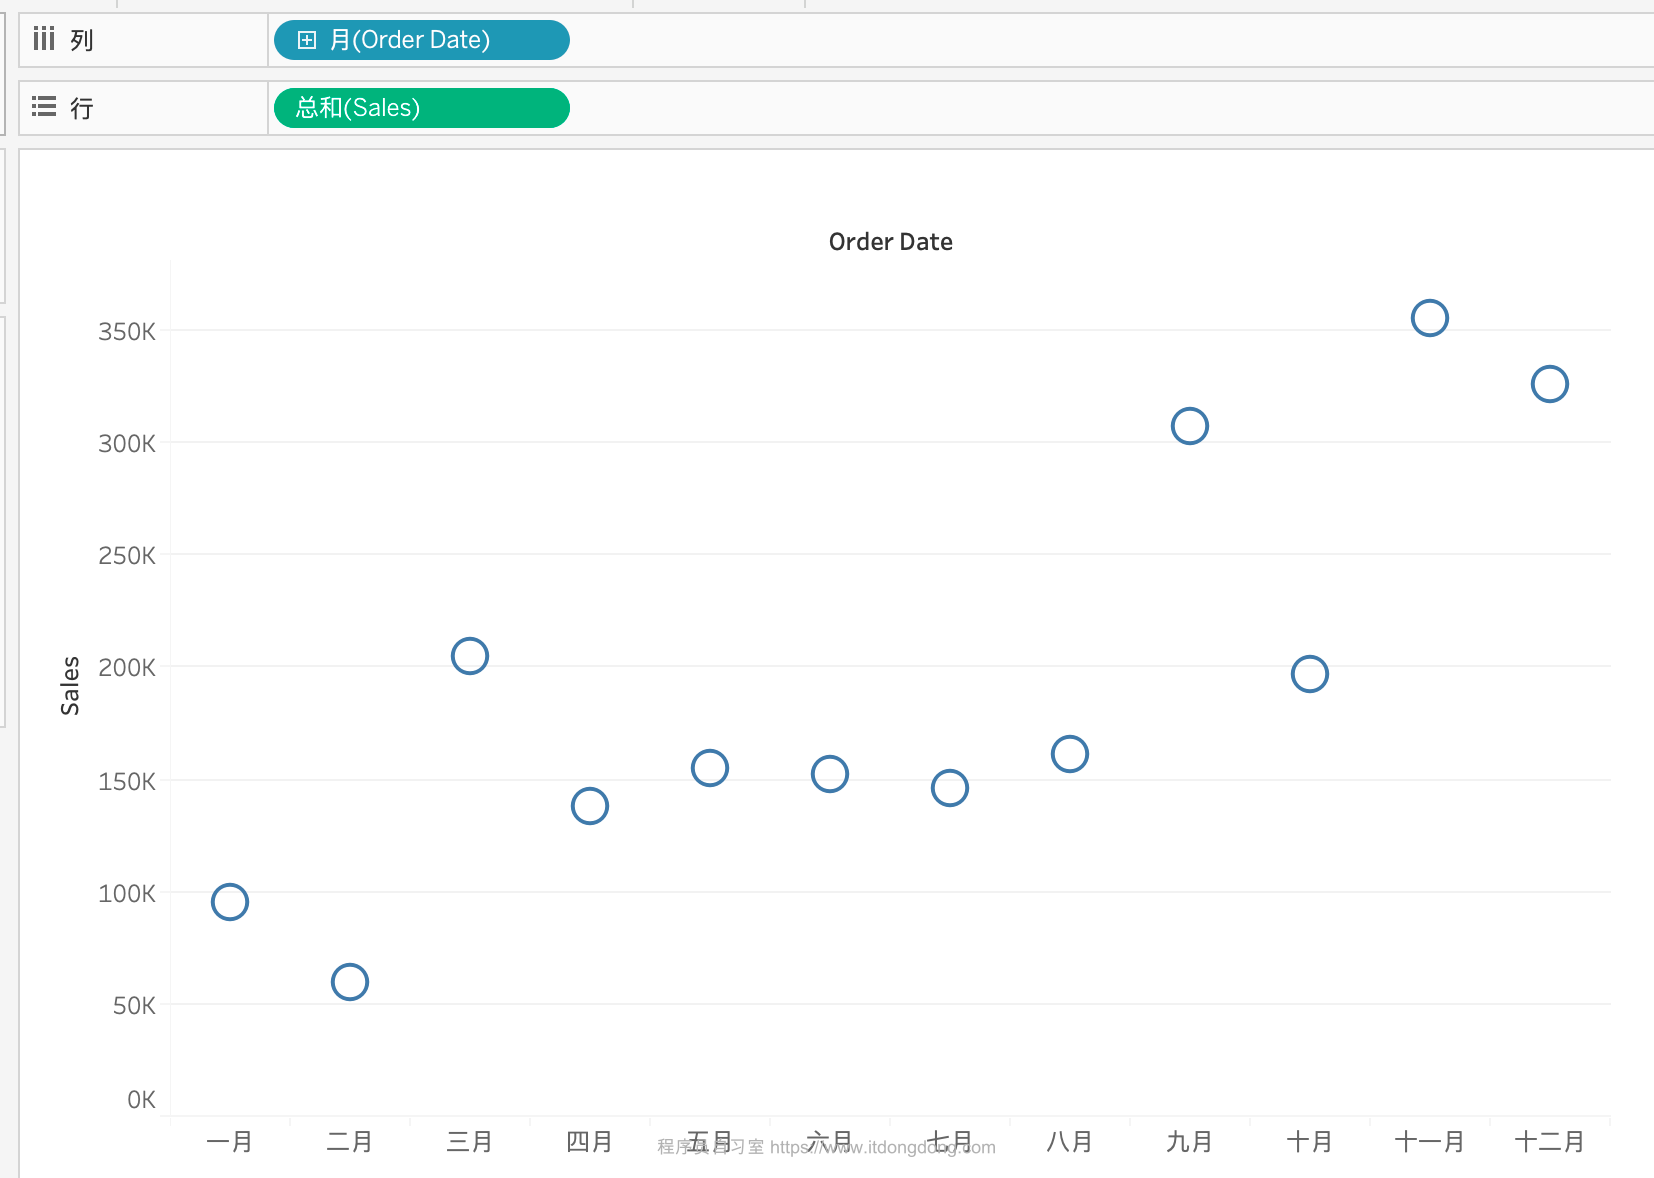 列
月(Order Date)
行
总和(Sales)
Order Date
350K
300K
250K
200K
150K
100K
50K
0K
Sales
一月 二月 三月 四月 五月 六月 七月 八月 九月 十月 十一月 十二月
程序员自习室 https://www.itdongdong.com